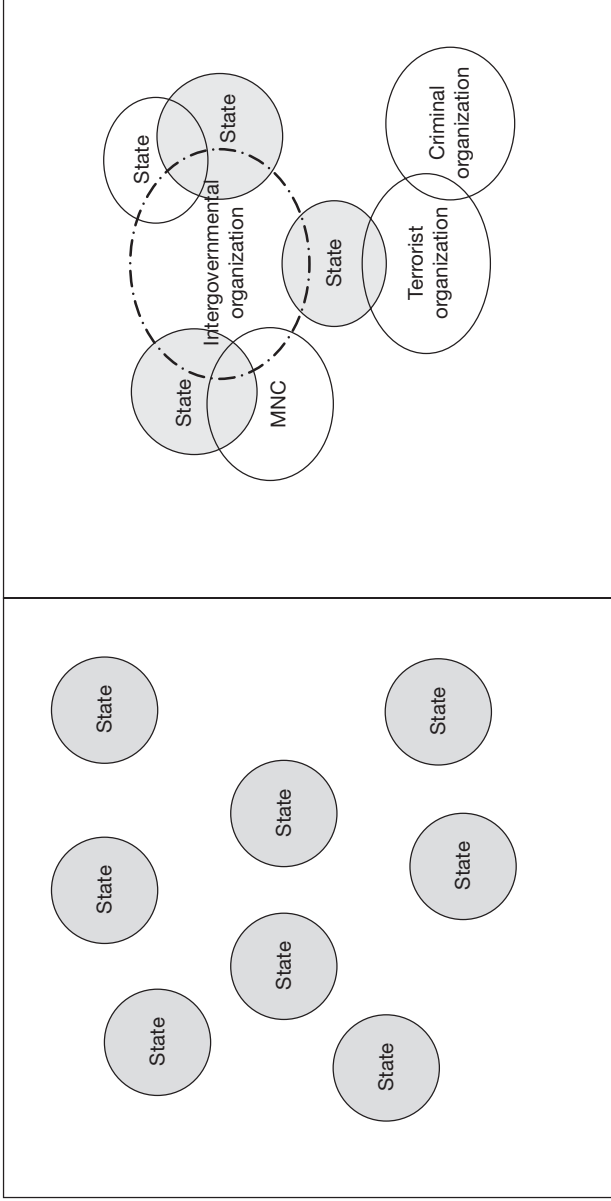 State
State
State
State
State
State
State
State
State
State
State
Intergovernmental
organization
MNC
State
Terrorist
organization
Criminal
organization